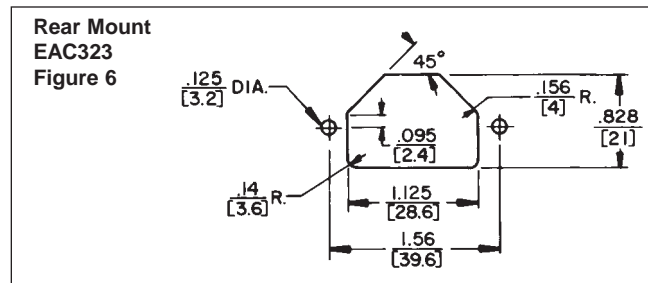 Rear Mount
EAC323
Figure 6
45°
.125
[3.2] DIA.
.156
[4] R.
.828
[21]
.095
[2.4]
.14
[3.6] R.
1.125
[28.6]
1.56
[39.6]